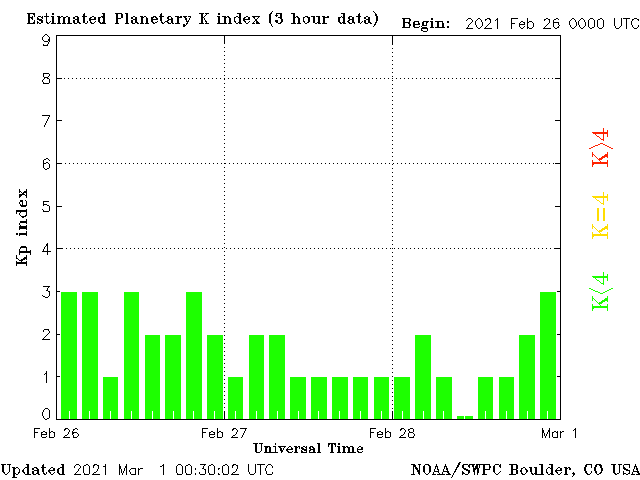 Estimated Planetary K index (3 hour data) Begin: 2021 Feb 26 0000 UTC
9
8
7
6
5
4
3
2
1
0
Kp index
K>4
K=4
K<4
Feb 26 Feb 27 Feb 28 Mar 1
Universal Time
Updated 2021 Mar 1 00:30:02 UTC NOAA/SWPC Boulder, CO USA